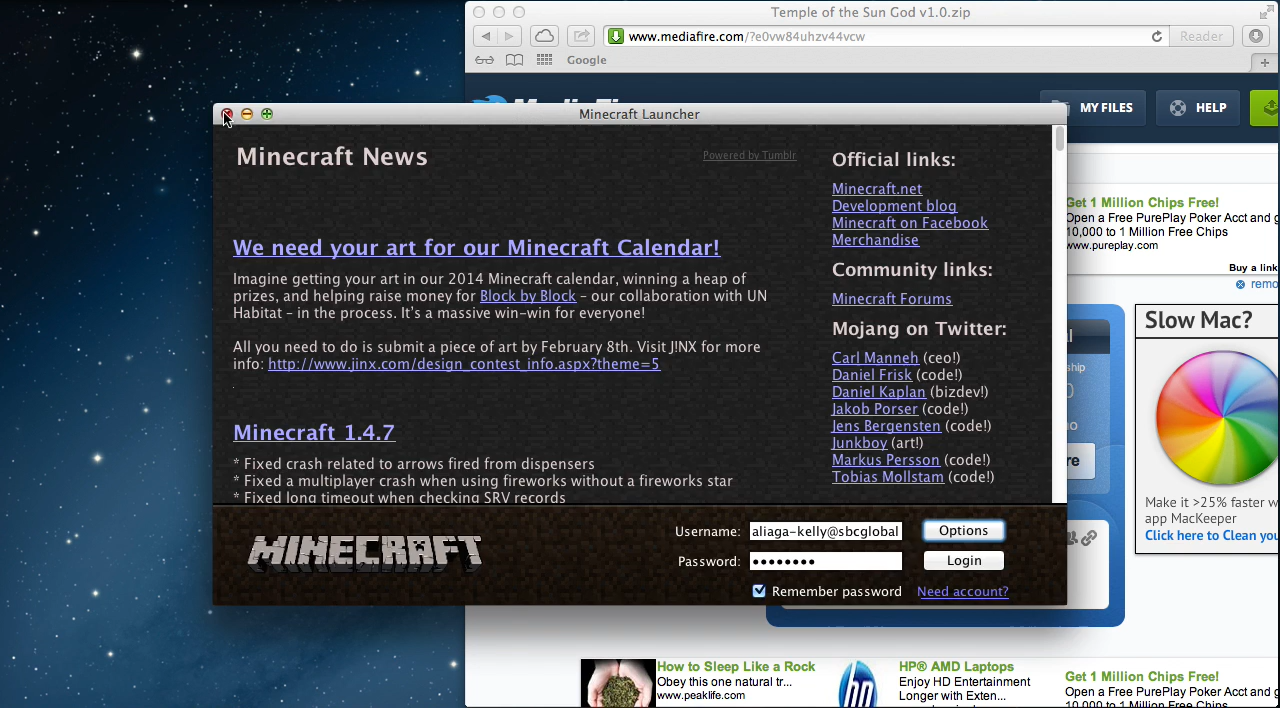 Temple of the Sun God v1.0.zip
www.mediafire.com/?e0vw84uhzv44vcw
Reader
Google
MY FILES
HELP
Minecraft Launcher
Minecraft News
Powered by Tumblr
We need your art for our Minecraft Calendar!
Imagine getting your art in our 2014 Minecraft calendar, winning a heap of
prizes, and helping raise money for Block by Block – our collaboration with UN
Habitat – in the process. It's a massive win-win for everyone!
All you need to do is submit a piece of art by February 8th. Visit J!NX for more
info: http://www.jinx.com/design_contest_info.aspx?theme=5
.
Minecraft 1.4.7
* Fixed crash related to arrows fired from dispensers
* Fixed a multiplayer crash when using fireworks without a fireworks star
* Fixed long timeout when checking SRV records
Official links:
Minecraft.net
Development blog
Minecraft on Facebook
Merchandise
Community links:
Minecraft Forums
Mojang on Twitter:
Carl Manneh (ceo!)
Daniel Frisk (code!)
Daniel Kaplan (bizdev!)
Jakob Porser (code!)
Jens Bergensten (code!)
Junkboy (art!)
Markus Persson (code!)
Tobias Mollstam (code!)
MINECRAFT
Username: aliaga-kelly@sbcglobal
Options
Password: ●●●●●●●●
Login
Remember password
Need account?
Get 1 Million Chips Free!
Open a Free PurePlay Poker Acct and
10,000 to 1 Million Free Chips
www.pureplay.com
Buy a link
Slow Mac?
Make it >25% faster w
app MacKeeper
Click here to Clean you
How to Sleep Like a Rock
Obey this one natural tr...
www.peaklife.com
hp
HP® AMD Laptops
Enjoy HD Entertainment
Longer with Exten...
Get 1 Million Chips Free!
Open a Free PurePlay Poker Acct and
10,000 to 1 Million Free Chips